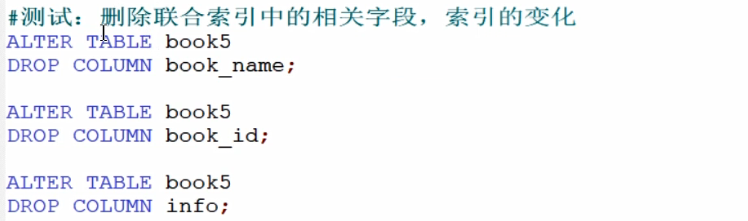 #测试：删除联合索引中的相关字段，索引的变化
ALTER TABLE book5
DROP COLUMN book_name;
ALTER TABLE book5
DROP COLUMN book_id;
ALTER TABLE book5
DROP COLUMN info;